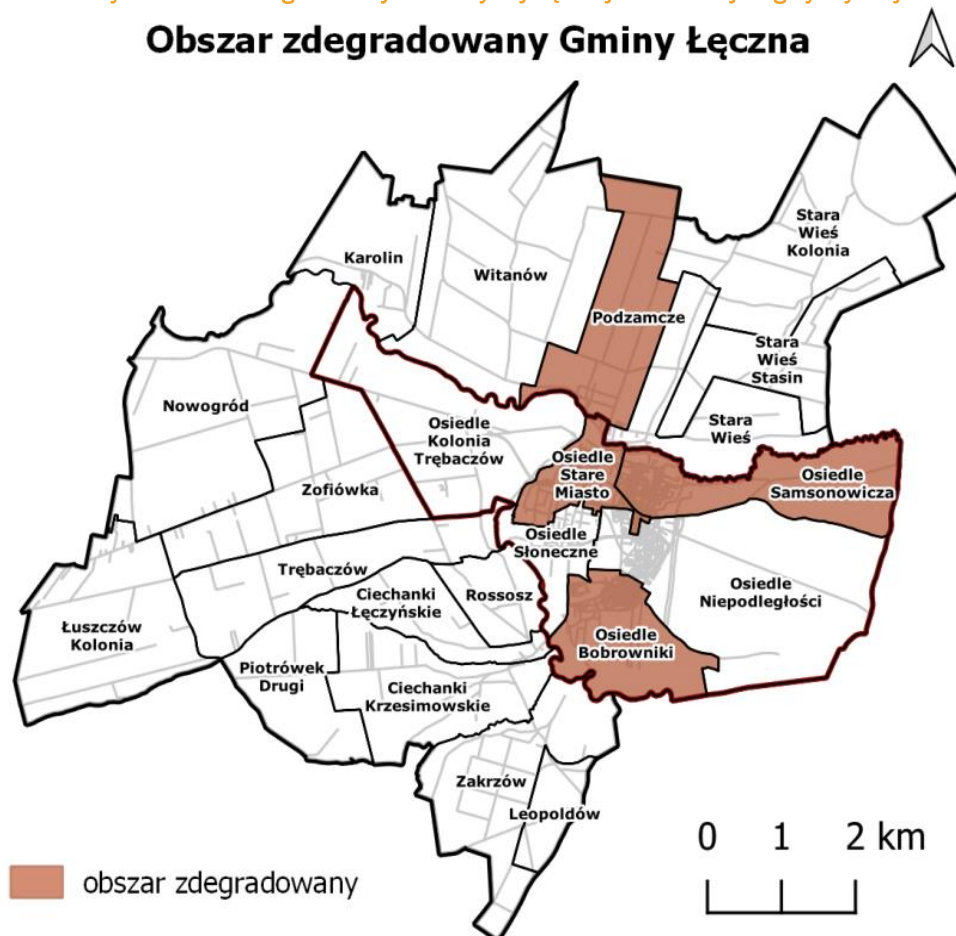 Obszar zdegradowany Gminy Łęczna
Stara
Wieś
Kolonia
Karolin
Witanów
Podzamcze
Stara
Wieś
Stasin
Nowogród
Osiedle
Kolonia
Trębaczów
Stara
Wieś
Osiedle
Stare
Miasto
Osiedle
Samsonowicza
Zofiówka
Osiedle
Słoneczne
Trębaczów
Ciechanki
Łęczyńskie
Rossosz
Osiedle
Niepodległości
Łuszczów
Kolonia
Osiedle
Bobrowniki
Piotrówek
Drugi
Ciechanki
Krzesimowskie
Zakrzów
Leopoldów
0 1 2 km
obszar zdegradowany